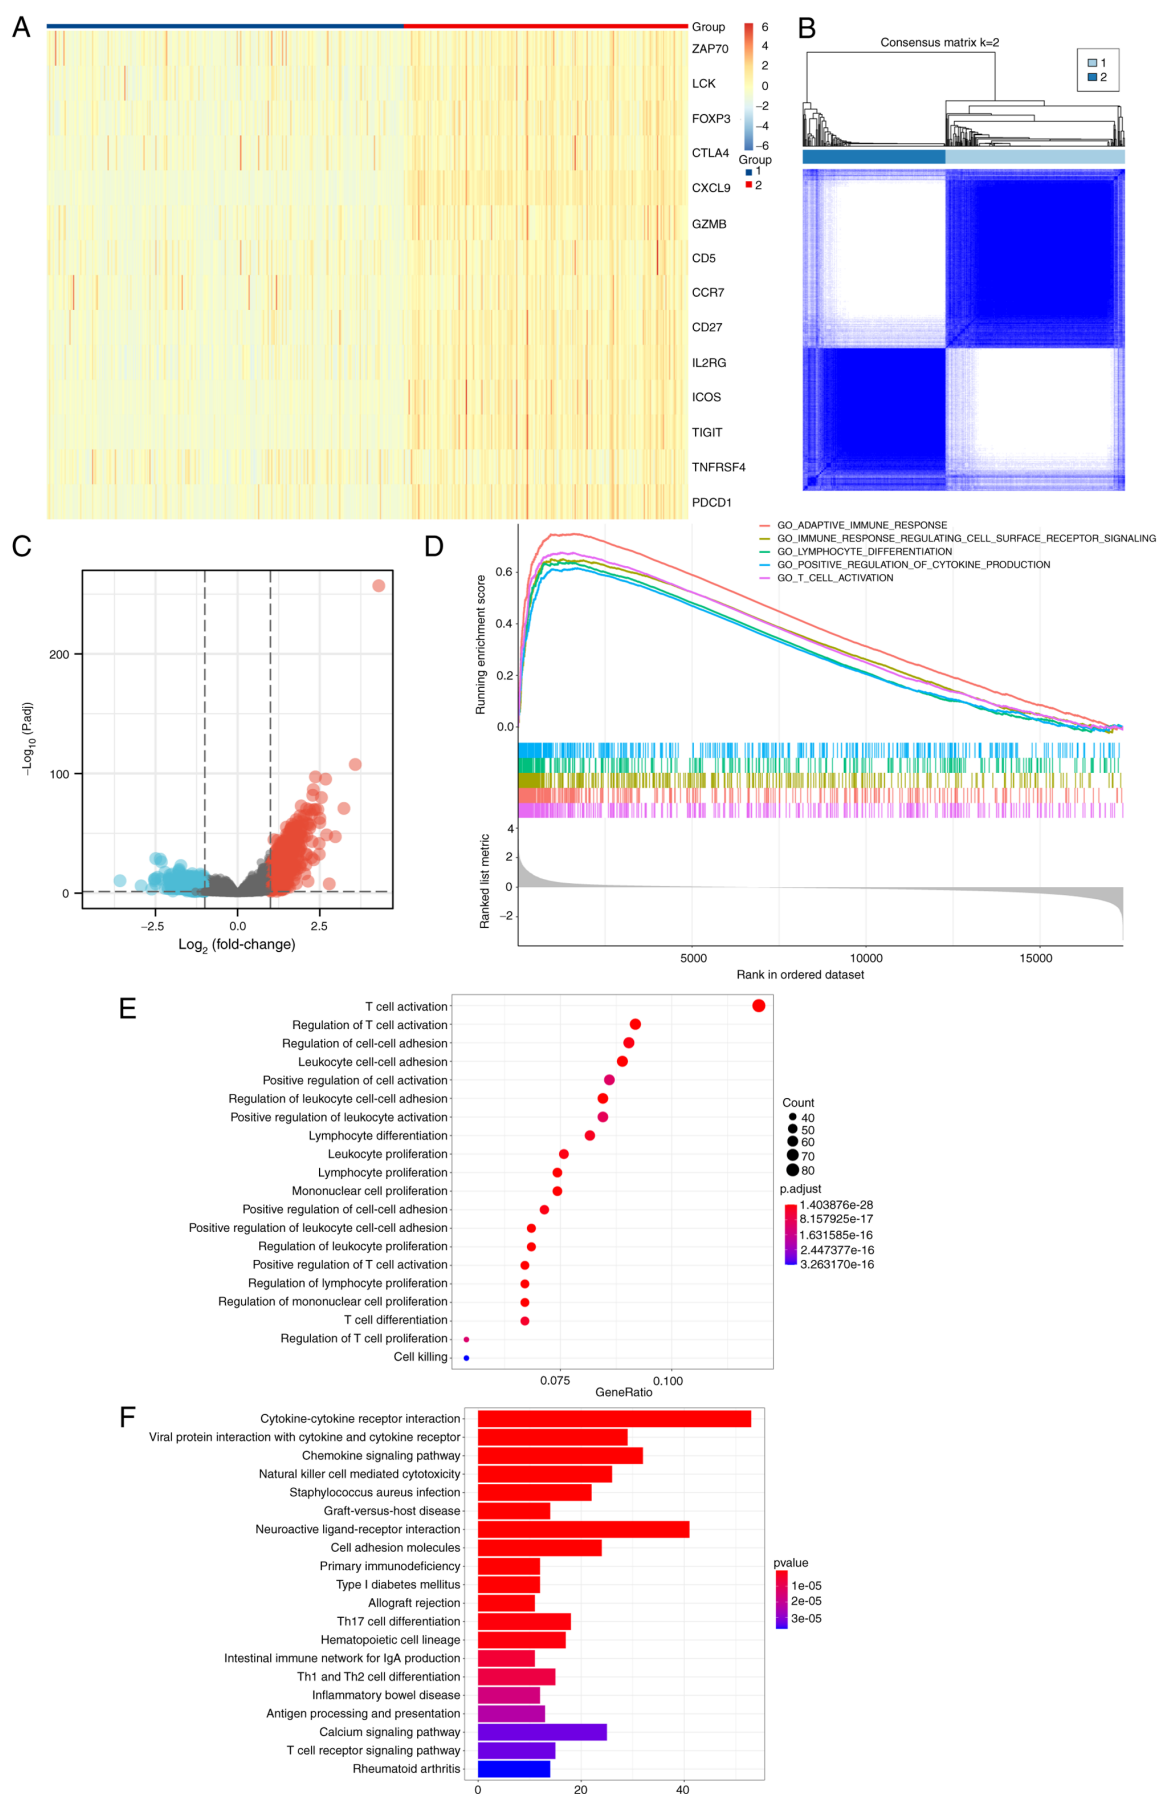 A
Group
ZAP70
LCK
FOXP3
CTLA4
CXCL9
GZMB
CD5
CCR7
CD27
IL2RG
ICOS
TIGIT
TNFRSF4
PDCD1
6
4
2
0
−2
−4
−6
Group
1
2
B
Consensus matrix k=2
1
2
C
200
100
0
−Log10 (P.adj)
−2.5
0.0
2.5
Log2 (fold-change)
D
GO_ADAPTIVE_IMMUNE_RESPONSE
GO_IMMUNE_RESPONSE_REGULATING_CELL_SURFACE_RECEPTOR_SIGNALING
GO_LYMPHOCYTE_DIFFERENTIATION
GO_POSITIVE_REGULATION_OF_CYTOKINE_PRODUCTION
GO_T_CELL_ACTIVATION
Running enrichment score
0.6
0.4
0.2
0.0
Ranked list metric
4
2
0
−2
5000
10000
15000
Rank in ordered dataset
E
T cell activation
Regulation of T cell activation
Regulation of cell-cell adhesion
Leukocyte cell-cell adhesion
Positive regulation of cell activation
Regulation of leukocyte cell-cell adhesion
Positive regulation of leukocyte activation
Lymphocyte differentiation
Leukocyte proliferation
Lymphocyte proliferation
Mononuclear cell proliferation
Positive regulation of cell-cell adhesion
Positive regulation of leukocyte cell-cell adhesion
Regulation of leukocyte proliferation
Positive regulation of T cell activation
Regulation of lymphocyte proliferation
Regulation of mononuclear cell proliferation
T cell differentiation
Regulation of T cell proliferation
Cell killing
0.075
0.100
GeneRatio
Count
40
50
60
70
80
p.adjust
1.403876e-28
8.157925e-17
1.631585e-16
2.447377e-16
3.263170e-16
F
Cytokine-cytokine receptor interaction
Viral protein interaction with cytokine and cytokine receptor
Chemokine signaling pathway
Natural killer cell mediated cytotoxicity
Staphylococcus aureus infection
Graft-versus-host disease
Neuroactive ligand-receptor interaction
Cell adhesion molecules
Primary immunodeficiency
Type I diabetes mellitus
Allograft rejection
Th17 cell differentiation
Hematopoietic cell lineage
Intestinal immune network for IgA production
Th1 and Th2 cell differentiation
Inflammatory bowel disease
Antigen processing and presentation
Calcium signaling pathway
T cell receptor signaling pathway
Rheumatoid arthritis
0
20
40
pvalue
1e-05
2e-05
3e-05